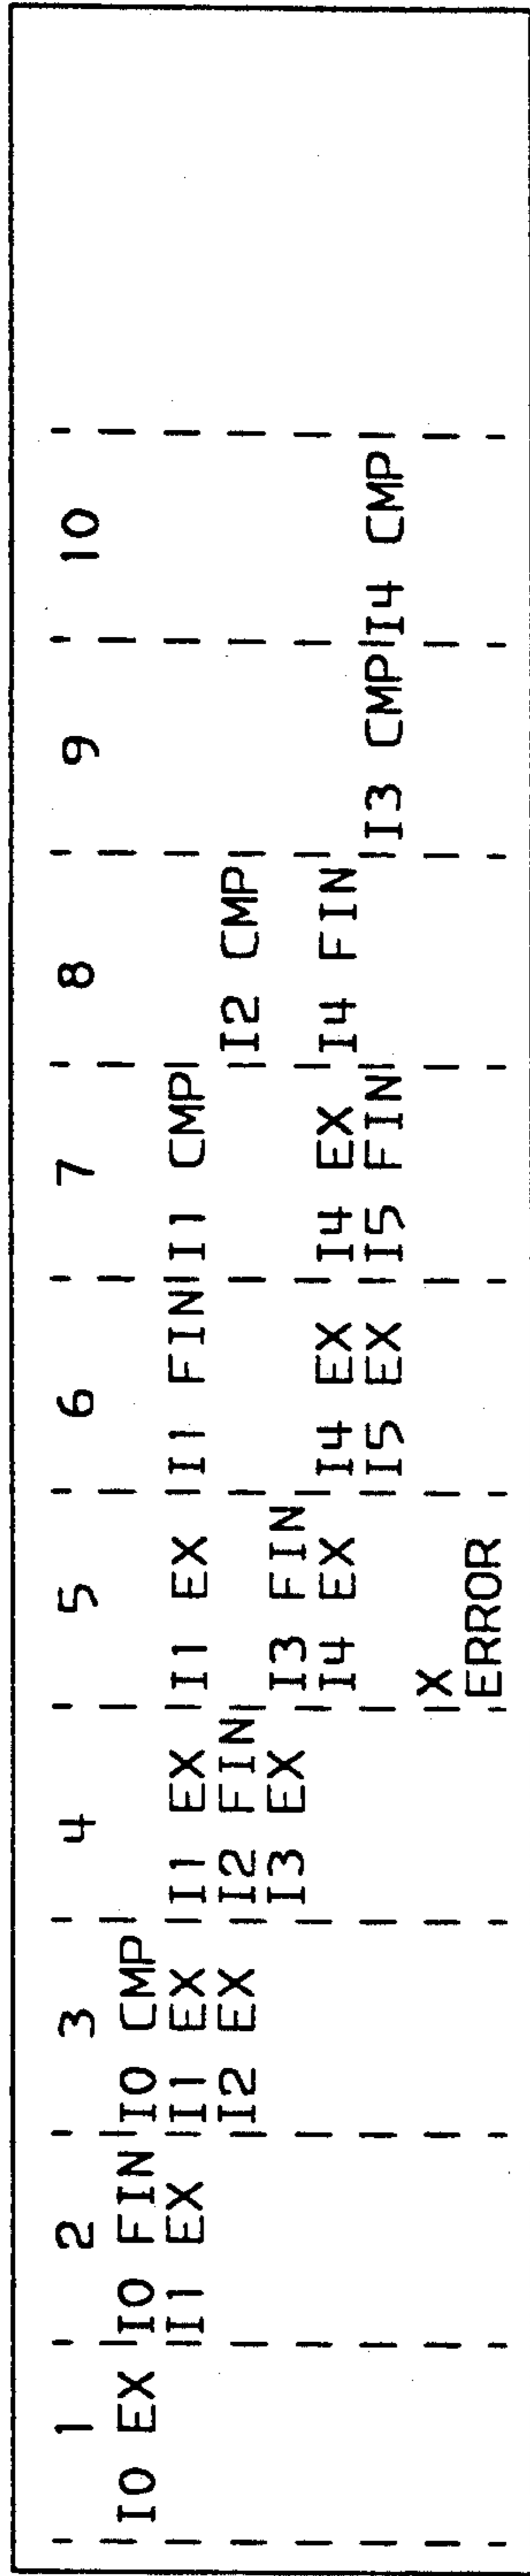 1 2 3 4 5 6 7 8 9 10
I0 EX I0 FIN I0 CMP
I1 EX I1 EX I1 EX I1 EX I1 FIN I1 CMP
I2 EX I2 FIN I2 CMP
I3 EX I3 FIN
I4 EX I4 EX I4 EX I4 FIN
I5 EX I5 FIN I3 CMP I4 CMP
X
ERROR